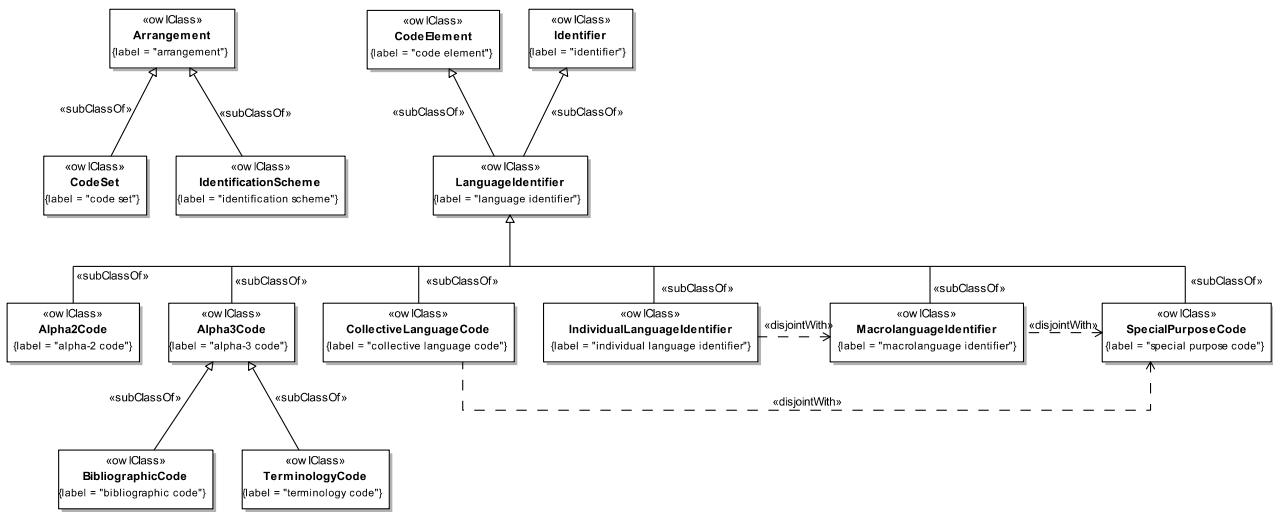 «owlClass»
Arrangement
{label = "arrangement"}
«owlClass»
CodeElement
{label = "code element"}
«owlClass»
Identifier
{label = "identifier"}
«subClassOf»
«subClassOf»
«subClassOf»
«subClassOf»
«owlClass»
CodeSet
{label = "code set"}
«owlClass»
IdentificationScheme
{label = "identification scheme"}
«owlClass»
LanguageIdentifier
{label = "language identifier"}
«subClassOf»
«subClassOf»
«subClassOf»
«subClassOf»
«subClassOf»
«subClassOf»
«owlClass»
Alpha2Code
{label = "alpha-2 code"}
«owlClass»
Alpha3Code
{label = "alpha-3 code"}
«owlClass»
CollectiveLanguageCode
{label = "collective language code"}
«owlClass»
IndividualLanguageIdentifier
{label = "individual language identifier"}
«disjointWith»
«owlClass»
MacrolanguageIdentifier
{label = "macrolanguage identifier"}
«disjointWith»
«owlClass»
SpecialPurposeCode
{label = "special purpose code"}
«subClassOf»
«subClassOf»
«disjointWith»
«owlClass»
BibliographicCode
{label = "bibliographic code"}
«owlClass»
TerminologyCode
{label = "terminology code"}